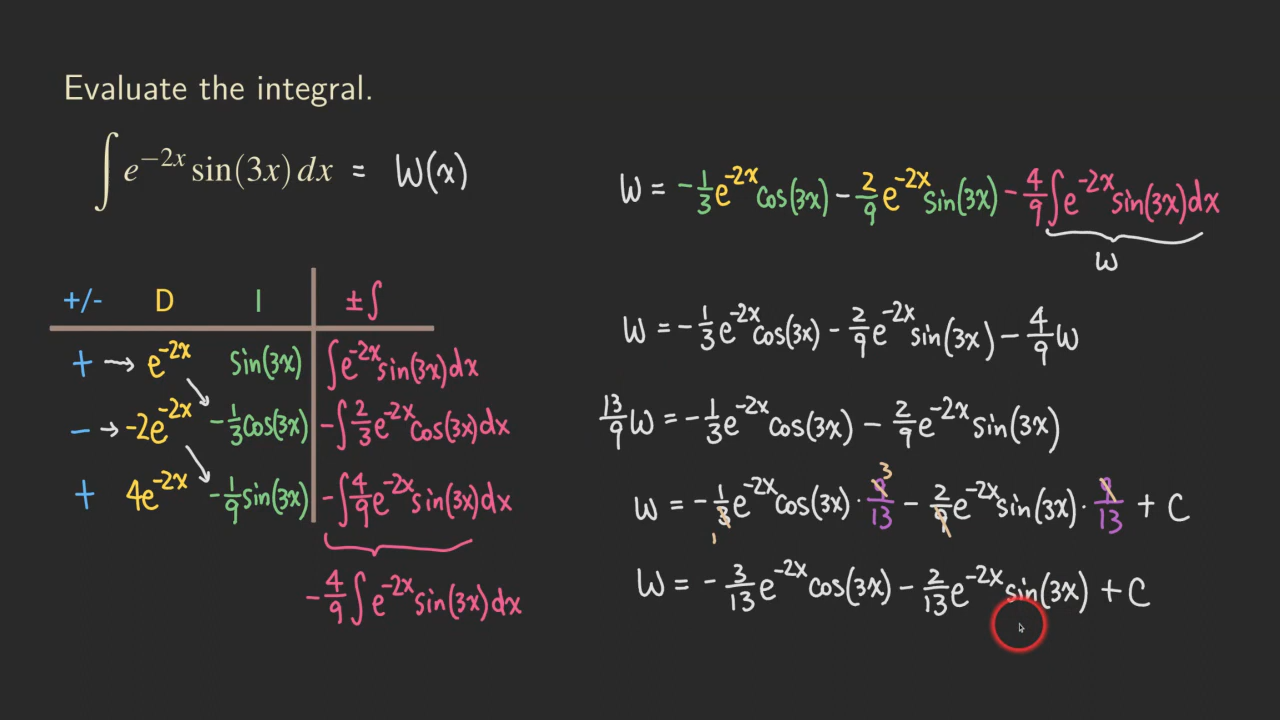 Evaluate the integral.
∫ e^{-2x} sin(3x) dx = W(x)
+/- D I ±∫
+ → e^{-2x} sin(3x) ∫e^{-2x}sin(3x)dx
- → -2e^{-2x} -1/3 cos(3x) -∫2/3 e^{-2x}cos(3x)dx
+ 4e^{-2x} -1/9 sin(3x) -∫4/9 e^{-2x}sin(3x)dx
-4/9 ∫e^{-2x}sin(3x)dx
W = -1/3 e^{-2x}cos(3x) - 2/9 e^{-2x}sin(3x) - 4/9 ∫e^{-2x}sin(3x)dx
W
W = -1/3 e^{-2x}cos(3x) - 2/9 e^{-2x}sin(3x) - 4/9 W
13/9 W = -1/3 e^{-2x}cos(3x) - 2/9 e^{-2x}sin(3x)
3
W = -1/3 e^{-2x}cos(3x) · 9/13 - 2/9 e^{-2x}sin(3x) · 9/13 + C
1
W = -3/13 e^{-2x}cos(3x) - 2/13 e^{-2x}sin(3x) + C